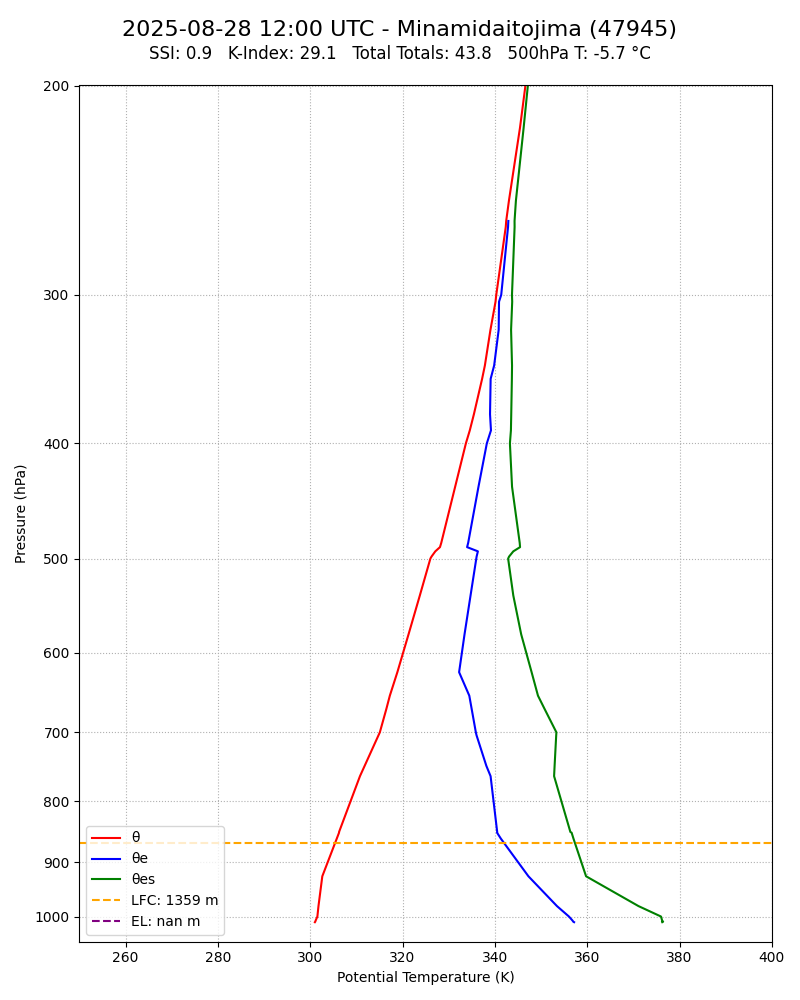 2025-08-28 12:00 UTC - Minamidaitojima (47945)
SSI: 0.9   K-Index: 29.1   Total Totals: 43.8   500hPa T: -5.7 °C
200
300
400
500
600
700
800
900
1000
Pressure (hPa)
θ
θe
θes
LFC: 1359 m
EL: nan m
260
280
300
320
340
360
380
400
Potential Temperature (K)